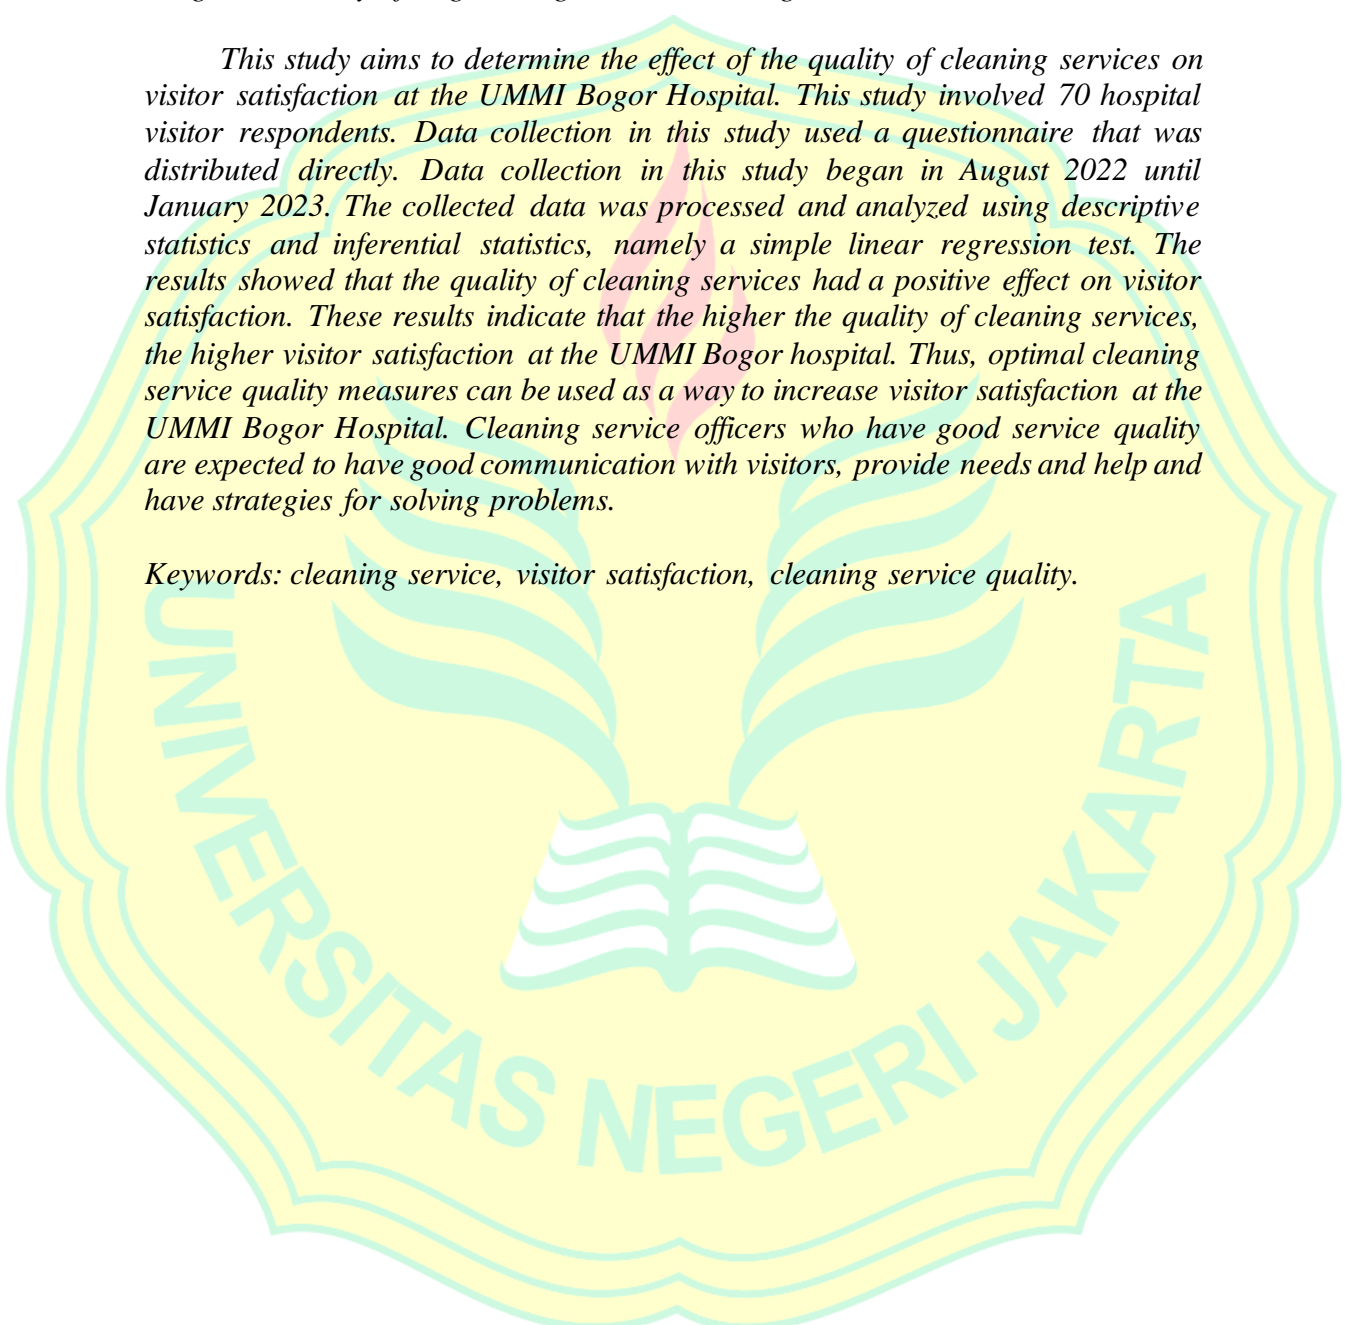 This study aims to determine the effect of the quality of cleaning services on
visitor satisfaction at the UMMI Bogor Hospital. This study involved 70 hospital
visitor respondents. Data collection in this study used a questionnaire that was
distributed directly. Data collection in this study began in August 2022 until
January 2023. The collected data was processed and analyzed using descriptive
statistics and inferential statistics, namely a simple linear regression test. The
results showed that the quality of cleaning services had a positive effect on visitor
satisfaction. These results indicate that the higher the quality of cleaning services,
the higher visitor satisfaction at the UMMI Bogor hospital. Thus, optimal cleaning
service quality measures can be used as a way to increase visitor satisfaction at the
UMMI Bogor Hospital. Cleaning service officers who have good service quality
are expected to have good communication with visitors, provide needs and help and
have strategies for solving problems.
Keywords: cleaning service, visitor satisfaction, cleaning service quality.
UNIVERSITAS NEGERI JAKARTA